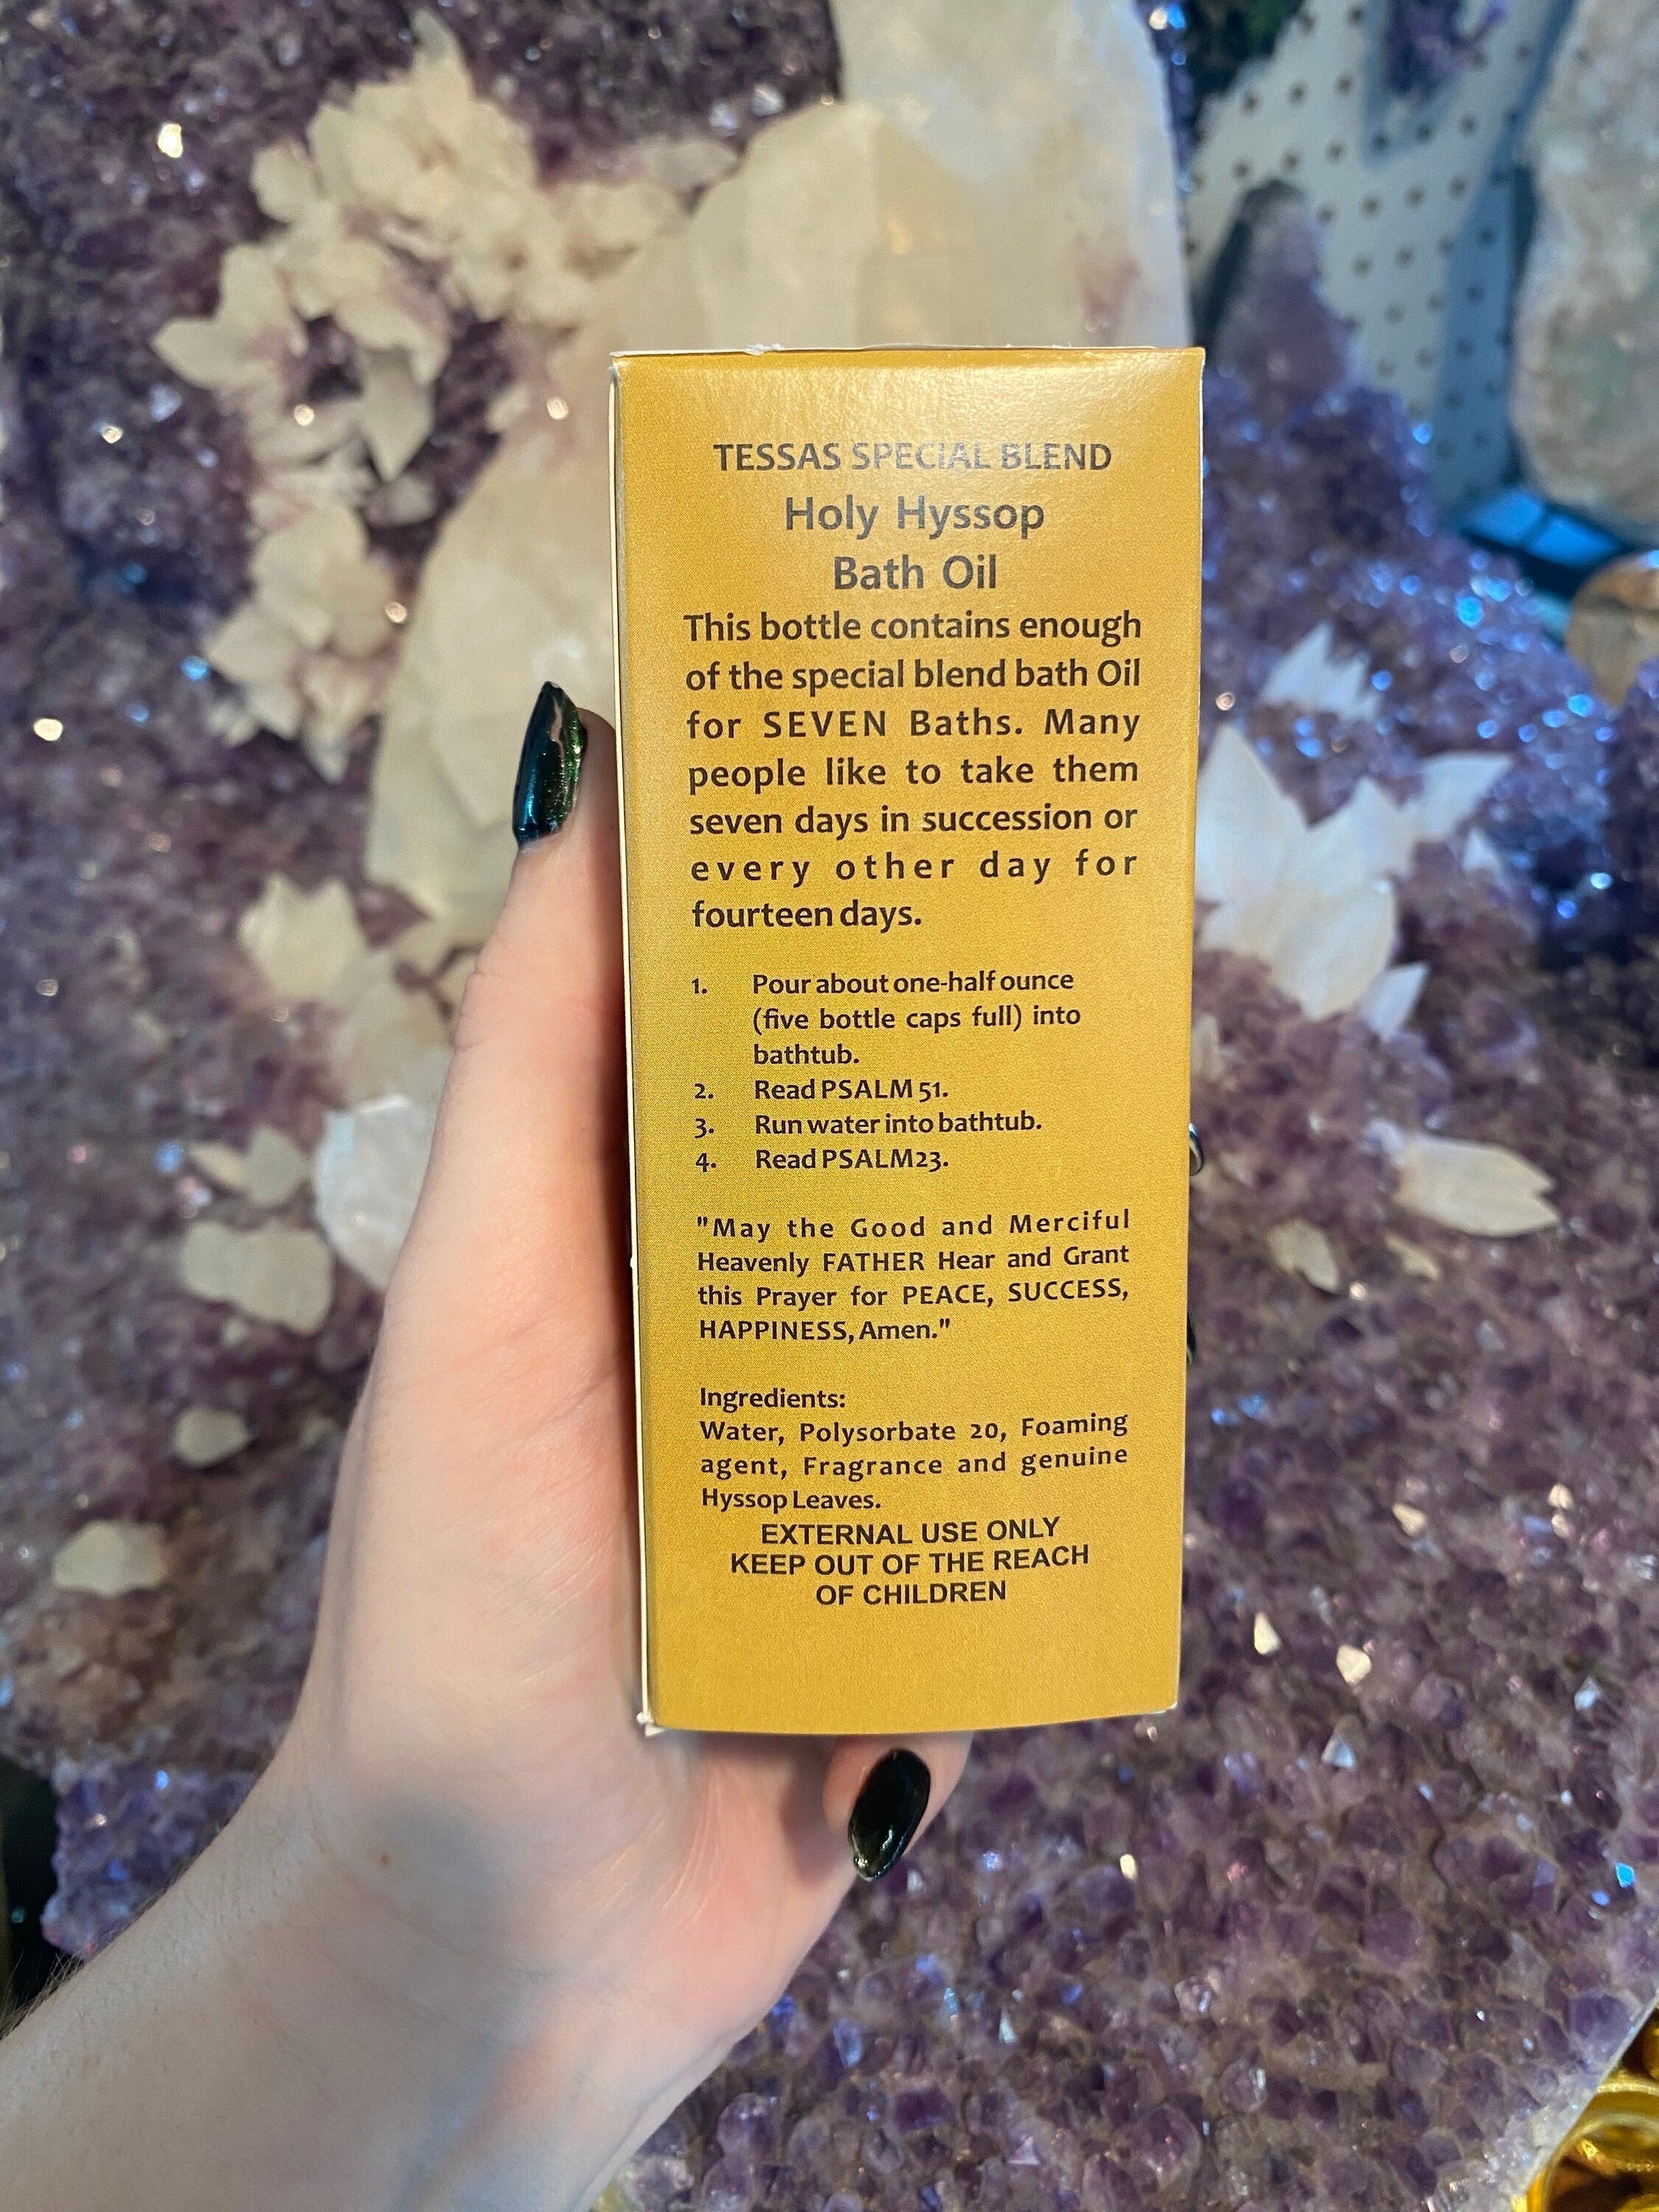 TESSAS SPECIAL BLEND
Holy Hyssop
Bath Oil
This bottle contains enough
of the special blend bath Oil
for SEVEN Baths. Many
people like to take them
seven days in succession or
every other day for
fourteen days.
1. Pour about one-half ounce
(five bottle caps full) into
bathtub.
2. Read PSALM 51.
3. Run water into bathtub.
4. Read PSALM23.
"May the Good and Merciful
Heavenly FATHER Hear and Grant
this Prayer for PEACE, SUCCESS,
HAPPINESS, Amen."
Ingredients:
Water, Polysorbate 20, Foaming
agent, Fragrance and genuine
Hyssop Leaves.
EXTERNAL USE ONLY
KEEP OUT OF THE REACH
OF CHILDREN